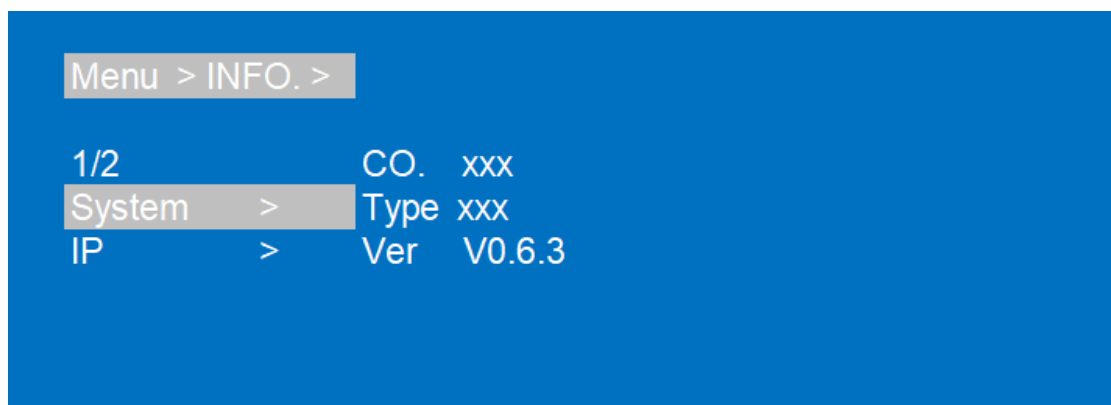 Menu > INFO. >
1/2 CO. xxx
System > Type xxx
IP > Ver V0.6.3